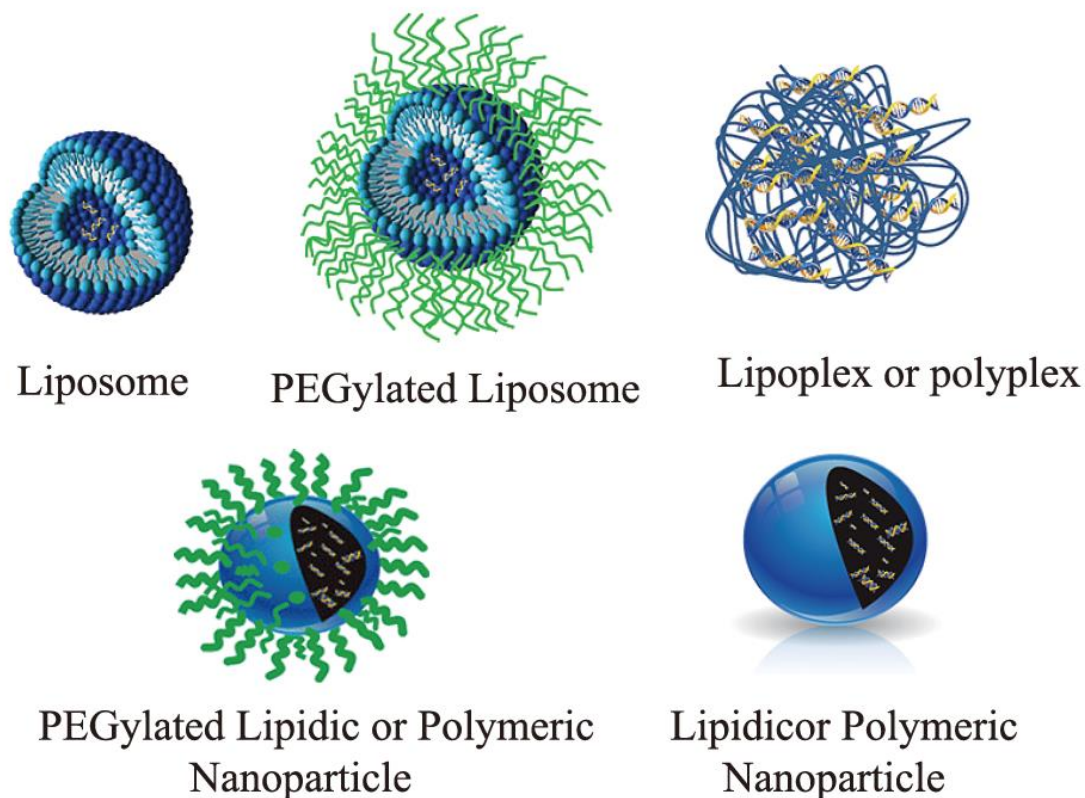 Liposome
PEGylated Liposome
Lipoplex or polyplex
PEGylated Lipidic or Polymeric
Nanoparticle
Lipidicor Polymeric
Nanoparticle